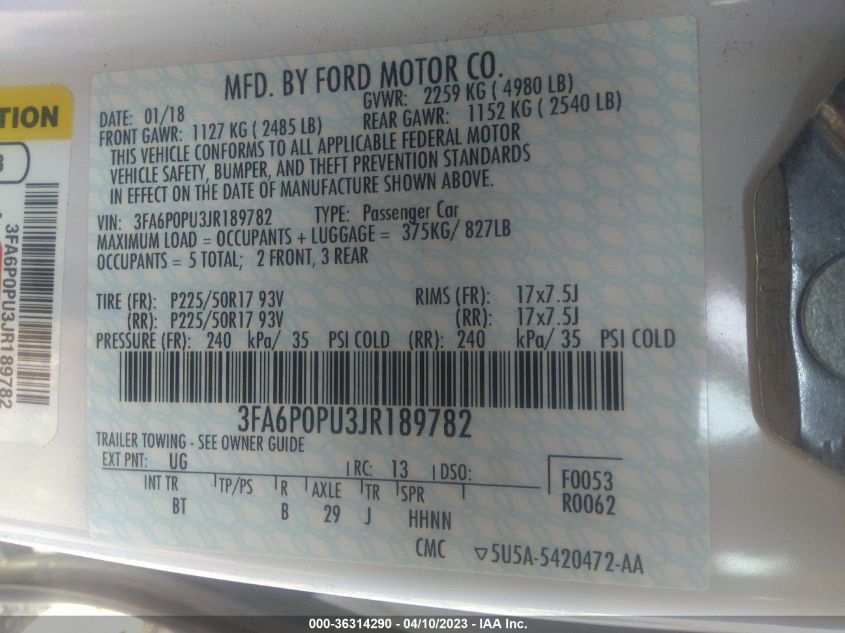 MFD. BY FORD MOTOR CO.
DATE: 01/18 GVWR: 2259 KG ( 4980 LB)
FRONT GAWR: 1127 KG ( 2485 LB) REAR GAWR: 1152 KG ( 2540 LB)
THIS VEHICLE CONFORMS TO ALL APPLICABLE FEDERAL MOTOR
VEHICLE SAFETY, BUMPER, AND THEFT PREVENTION STANDARDS
IN EFFECT ON THE DATE OF MANUFACTURE SHOWN ABOVE.
VIN: 3FA6P0PU3JR189782 TYPE: Passenger Car
MAXIMUM LOAD = OCCUPANTS + LUGGAGE = 375KG/ 827LB
OCCUPANTS = 5 TOTAL; 2 FRONT, 3 REAR
TIRE (FR): P225/50R17 93V RIMS (FR): 17x7.5J
(RR): P225/50R17 93V (RR): 17x7.5J
PRESSURE (FR): 240 kPa/ 35 PSI COLD (RR): 240 kPa/ 35 PSI COLD
3FA6P0PU3JR189782
TRAILER TOWING - SEE OWNER GUIDE
EXT PNT: UG RC: 13 DSO: F0053
INT TR TP/PS R AXLE TR SPR R0062
BT B 29 J HHNN
CMC 5U5A-5420472-AA
TION
3FA6P0PU3JR189782
000-36314290 - 04/10/2023 - IAA Inc.